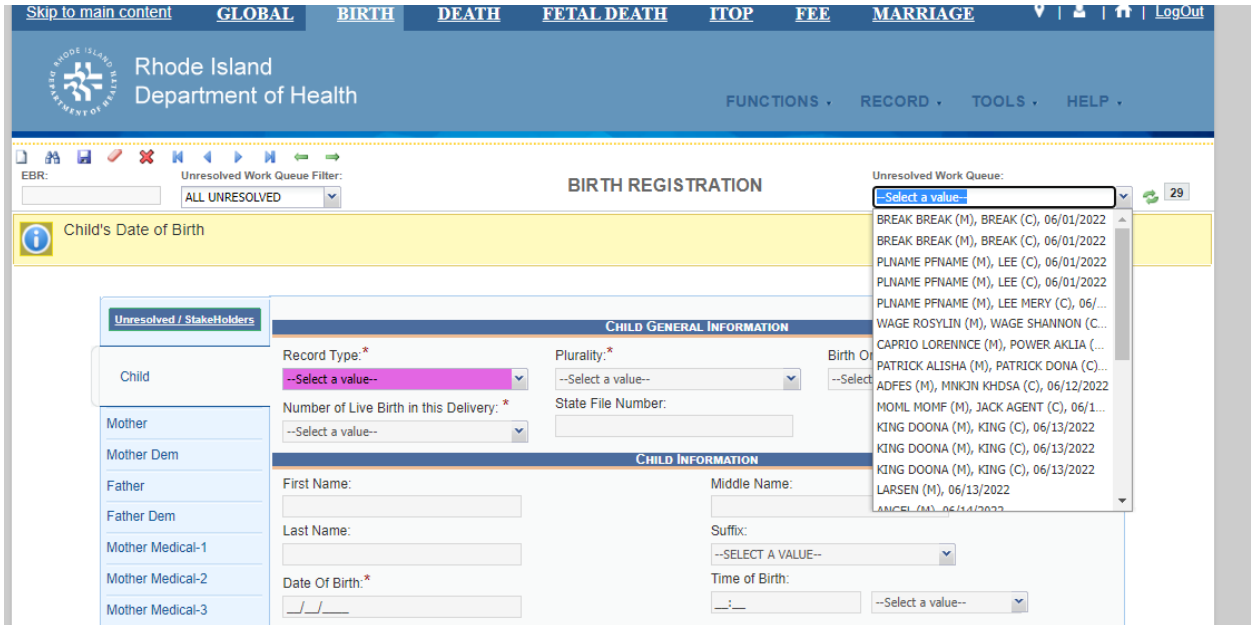 Skip to main content GLOBAL BIRTH DEATH FETAL DEATH ITOP FEE MARRIAGE | | | LogOut
RHODE ISLAND
DEPARTMENT OF HEALTH
Rhode Island
Department of Health
FUNCTIONS RECORD TOOLS HELP
EBR: Unresolved Work Queue Filter:
ALL UNRESOLVED
BIRTH REGISTRATION
Unresolved Work Queue:
--Select a value-- 29
Child's Date of Birth
BREAK BREAK (M), BREAK (C), 06/01/2022
BREAK BREAK (M), BREAK (C), 06/01/2022
PLNAME PFNAME (M), LEE (C), 06/01/2022
PLNAME PFNAME (M), LEE (C), 06/01/2022
PLNAME PFNAME (M), LEE MERY (C), 06/...
WAGE ROSYLIN (M), WAGE SHANNON (C...
CAPRIO LORENNCE (M), POWER AKLIA (...
PATRICK ALISHA (M), PATRICK DONA (C)...
ADFES (M), MNKJN KHDSA (C), 06/12/2022
MOML MOMF (M), JACK AGENT (C), 06/1...
KING DOONA (M), KING (C), 06/13/2022
KING DOONA (M), KING (C), 06/13/2022
KING DOONA (M), KING (C), 06/13/2022
LARSEN (M), 06/13/2022
ANGEL (M), 06/14/2022
Unresolved / StakeHolders
Child
Mother
Mother Dem
Father
Father Dem
Mother Medical-1
Mother Medical-2
Mother Medical-3
CHILD GENERAL INFORMATION
Record Type:* Plurality:* Birth Or
--Select a value-- --Select a value-- --Select
Number of Live Birth in this Delivery: * State File Number:
--Select a value--
CHILD INFORMATION
First Name: Middle Name:
Last Name: Suffix:
--SELECT A VALUE--
Date Of Birth:* Time of Birth:
__/__/____ __:__ --Select a value--